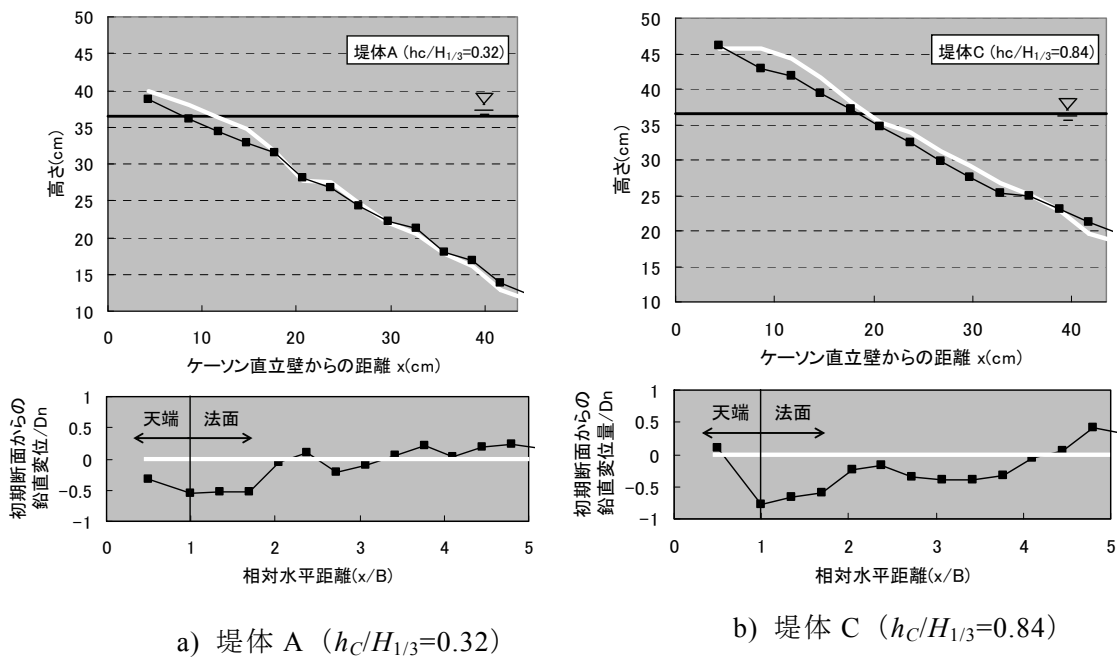 50
45
40
35
30
25
20
15
10
高さ(cm)
堤体A (hc/H1/3=0.32)
0 10 20 30 40
ケーソン直立壁からの距離 x(cm)
1
0.5
0
-0.5
-1
初期断面からの
鉛直変位/Dn
天端 法面
0 1 2 3 4 5
相対水平距離(x/B)
a) 堤体 A (hC/H1/3=0.32)
50
45
40
35
30
25
20
15
10
高さ(cm)
堤体C (hc/H1/3=0.84)
0 10 20 30 40
ケーソン直立壁からの距離 x(cm)
1
0.5
0
-0.5
-1
初期断面からの
鉛直変位量/Dn
天端 法面
0 1 2 3 4 5
相対水平距離(x/B)
b) 堤体 C (hC/H1/3=0.84)